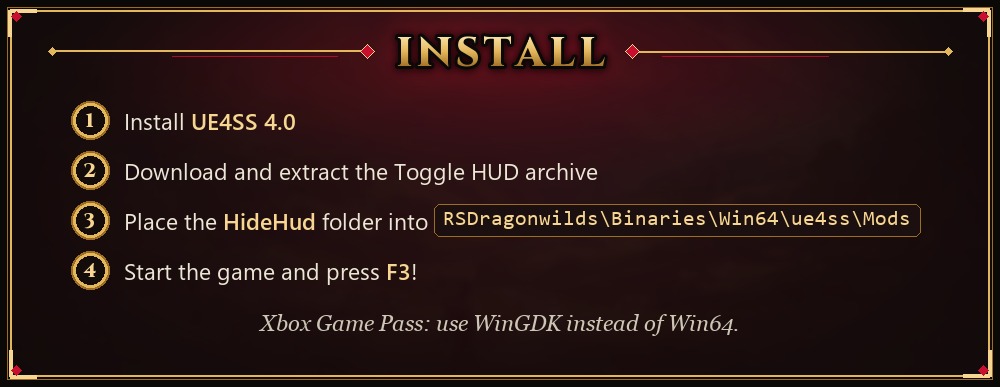 INSTALL
1 Install UE4SS 4.0
2 Download and extract the Toggle HUD archive
3 Place the HideHud folder into RSDragonwilds\Binaries\Win64\ue4ss\Mods
4 Start the game and press F3!
Xbox Game Pass: use WinGDK instead of Win64.